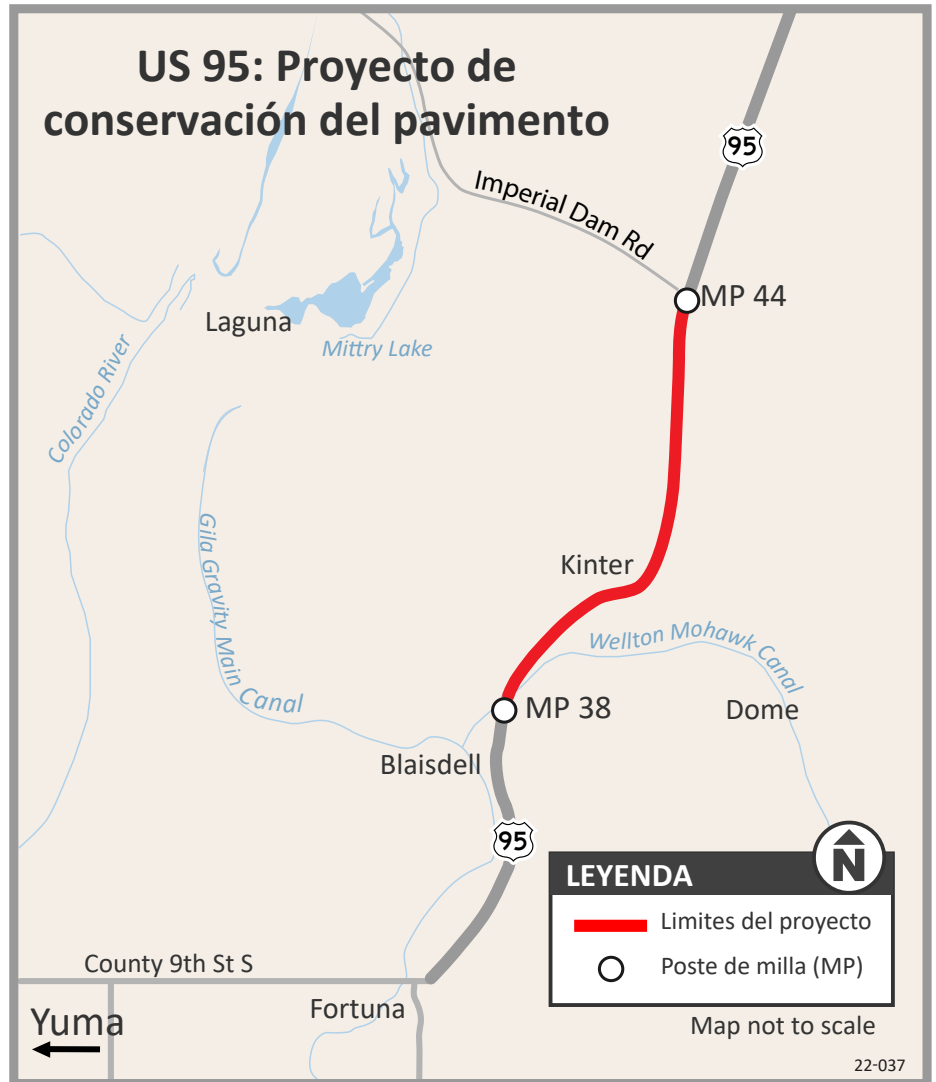 US 95: Proyecto de
conservación del pavimento
95
Imperial Dam Rd
MP 44
Laguna
Mittry Lake
Colorado River
Gila Gravity Main Canal
Kinter
Wellton Mohawk Canal
MP 38
Dome
Blaisdell
95
N
LEYENDA
Limites del proyecto
Poste de milla (MP)
County 9th St S
Fortuna
Yuma
Map not to scale
22-037